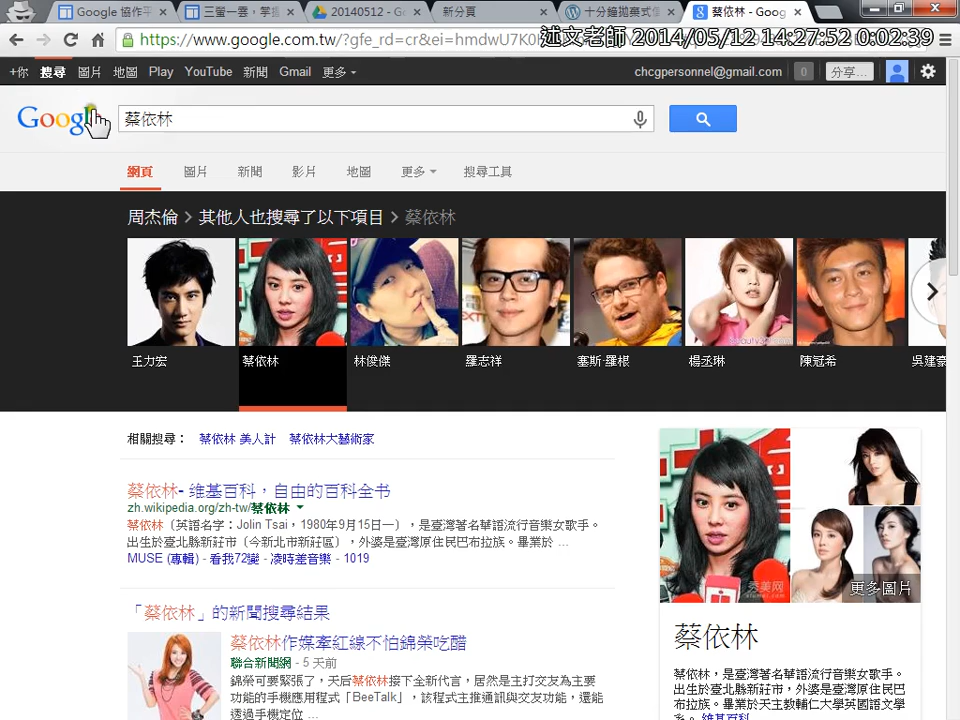 Google 協作平
三螢一雲，掌握
20140512 - Go
新分頁
十分鐘拋棄式信
蔡依林 - Goog
https://www.google.com.tw/?gfe_rd=cr&ei=hmdwU7K0
述文老師 2014/05/12 14:27:52 0:02:39
+你 搜尋 圖片 地圖 Play YouTube 新聞 Gmail 更多
chcgpersonnel@gmail.com 0 分享...
Google
蔡依林
網頁 圖片 新聞 影片 地圖 更多 搜尋工具
周杰倫 > 其他人也搜尋了以下項目 > 蔡依林
王力宏 蔡依林 林俊傑 羅志祥 塞斯·羅根 楊丞琳 陳冠希 吳建豪
相關搜尋： 蔡依林 美人計 蔡依林大藝術家
蔡依林- 维基百科，自由的百科全书
zh.wikipedia.org/zh-tw/蔡依林
蔡依林〔英語名字：Jolin Tsai，1980年9月15日－〕，是臺灣著名華語流行音樂女歌手。
出生於臺北縣新莊市〔今新北市新莊區〕，外婆是臺灣原住民巴布拉族。畢業於 ...
MUSE (專輯) - 看我72變 - 凌時差音樂 - 1019
「蔡依林」的新聞搜尋結果
蔡依林作媒牽紅線不怕錦榮吃醋
聯合新聞網 - 5 天前
錦榮可要緊張了，天后蔡依林接下全新代言，居然是主打交友為主要
功能的手機應用程式「BeeTalk」，該程式主推通訊與交友功能，還能
透過手機定位 ...
秀美网
更多圖片
蔡依林
蔡依林，是臺灣著名華語流行音樂女歌手。
出生於臺北縣新莊市，外婆是臺灣原住民巴
布拉族。畢業於天主教輔仁大學英國語文學
系。 維基百科